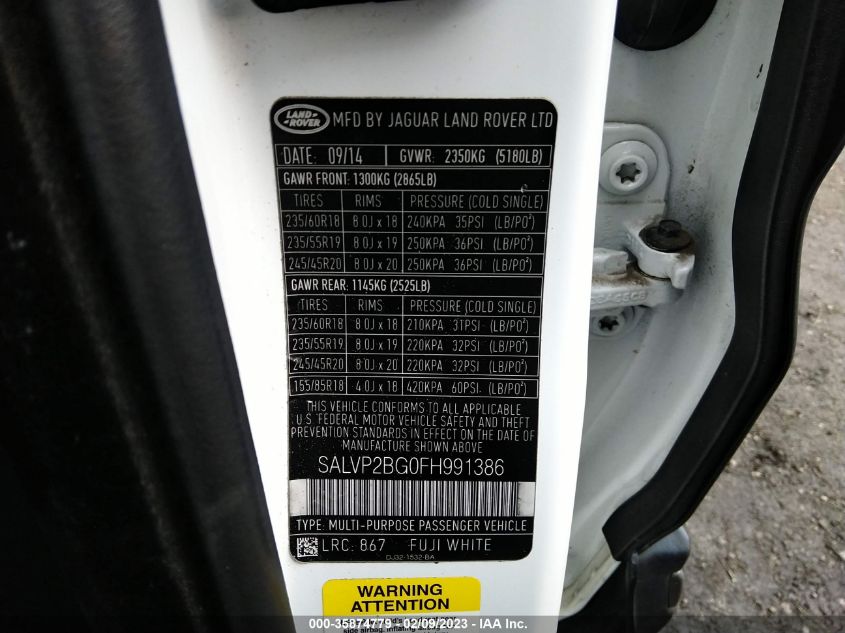 LAND ROVER MFD BY JAGUAR LAND ROVER LTD
DATE: 09/14 GVWR: 2350KG (5180LB)
GAWR FRONT: 1300KG (2865LB)
TIRES RIMS PRESSURE (COLD SINGLE)
235/60R18 8.0J x 18 240KPA 35PSI (LB/PO²)
235/55R19 8.0J x 19 250KPA 36PSI (LB/PO²)
245/45R20 8.0J x 20 250KPA 36PSI (LB/PO²)
GAWR REAR: 1145KG (2525LB)
TIRES RIMS PRESSURE (COLD SINGLE)
235/60R18 8.0J x 18 210KPA 31PSI (LB/PO²)
235/55R19 8.0J x 19 220KPA 32PSI (LB/PO²)
245/45R20 8.0J x 20 220KPA 32PSI (LB/PO²)
155/85R18 4.0J x 18 420KPA 60PSI (LB/PO²)
THIS VEHICLE CONFORMS TO ALL APPLICABLE
U.S. FEDERAL MOTOR VEHICLE SAFETY AND THEFT
PREVENTION STANDARDS IN EFFECT ON THE DATE OF
MANUFACTURE SHOWN ABOVE
SALVP2BG0FH991386
TYPE: MULTI-PURPOSE PASSENGER VEHICLE
LRC: 867 FUJI WHITE
DJ32-1532-BA
WARNING
ATTENTION
000-35874779 - 02/09/2023 - IAA Inc.
side airbag.